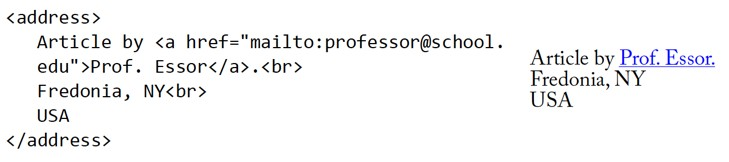 <address>
Article by <a href="mailto:professor@school.
edu">Prof. Essor</a>.<br>
Fredonia, NY<br>
USA
</address>
Article by Prof. Essor.
Fredonia, NY
USA